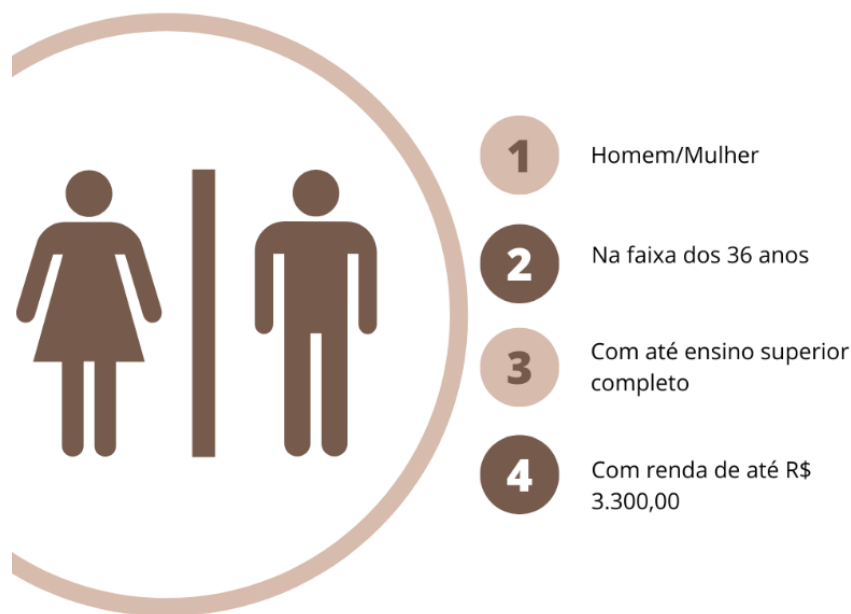 1
Homem/Mulher
2
Na faixa dos 36 anos
3
Com até ensino superior
completo
4
Com renda de até R$
3.300,00